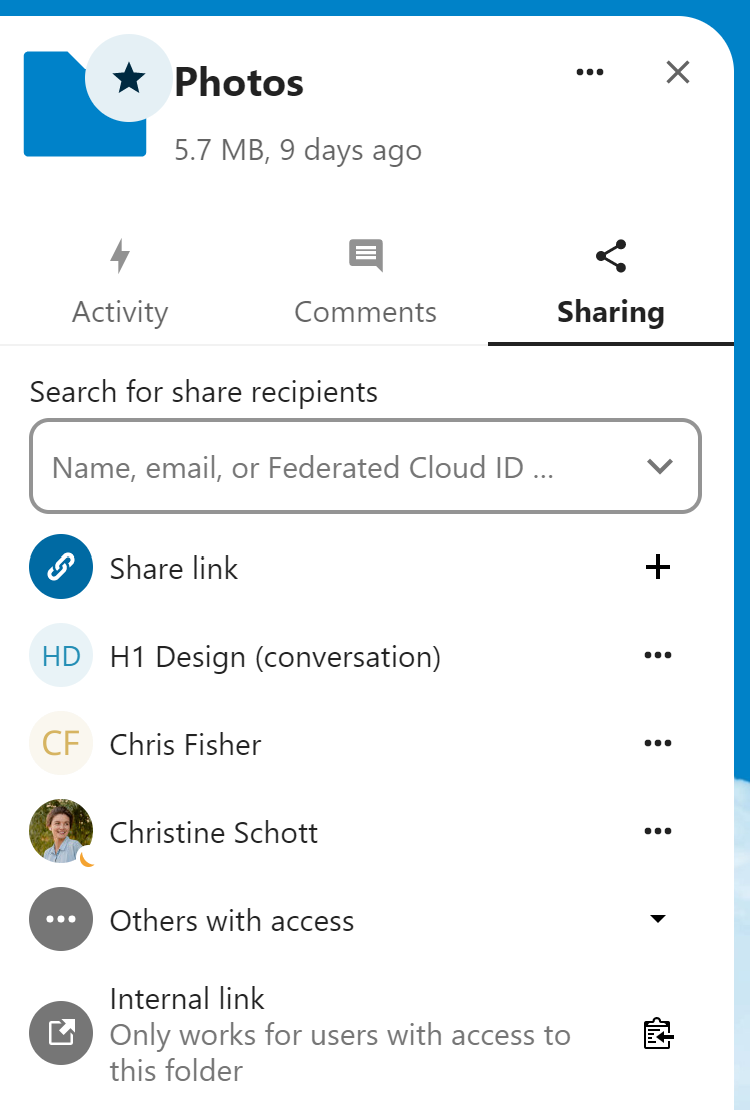 Photos
5.7 MB, 9 days ago
Activity
Comments
Sharing
Search for share recipients
Name, email, or Federated Cloud ID ...
Share link
HD
H1 Design (conversation)
CF
Chris Fisher
Christine Schott
Others with access
Internal link
Only works for users with access to
this folder